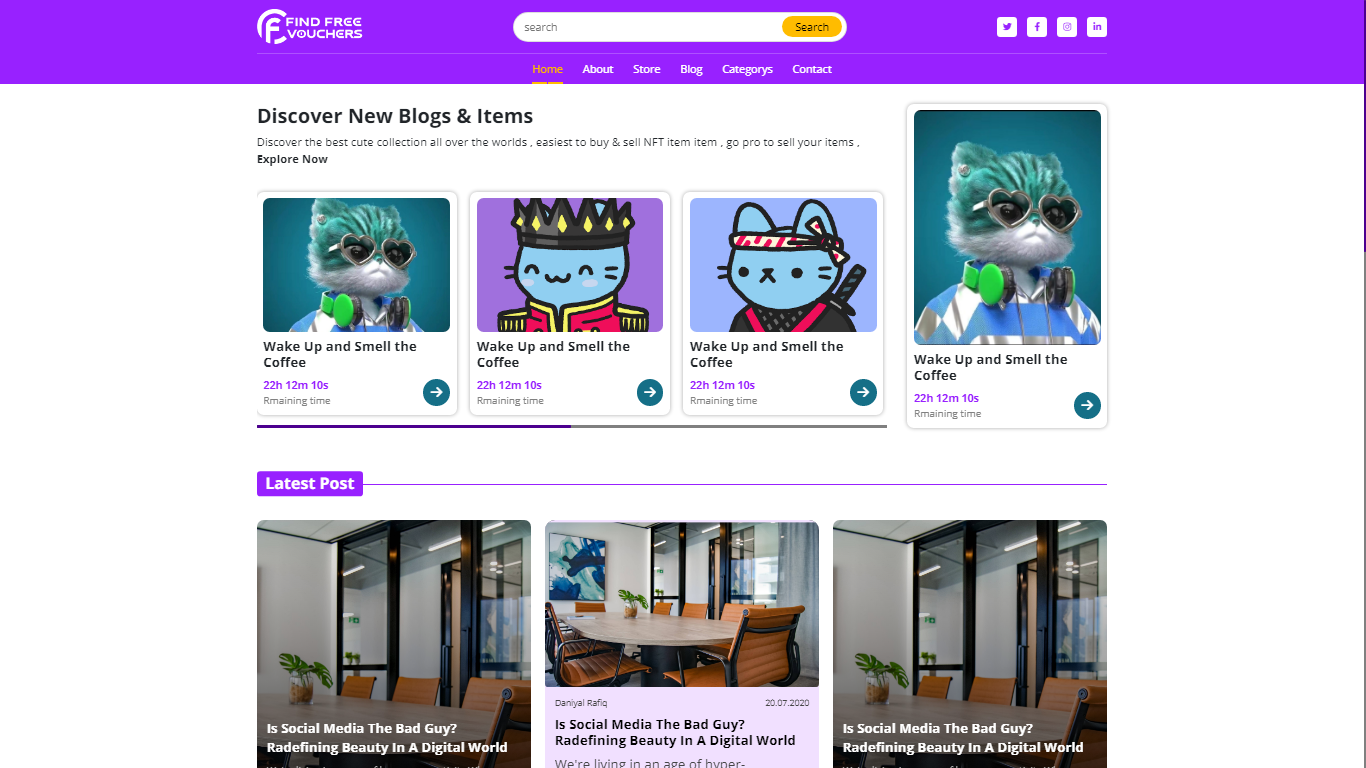 FIND FREE
VOUCHERS
search
Search
Home
About
Store
Blog
Categorys
Contact
Discover New Blogs & Items
Discover the best cute collection all over the worlds , easiest to buy & sell NFT item item , go pro to sell your items ,
Explore Now
Wake Up and Smell the
Coffee
22h 12m 10s
Rmaining time
Wake Up and Smell the
Coffee
22h 12m 10s
Rmaining time
Wake Up and Smell the
Coffee
22h 12m 10s
Rmaining time
Wake Up and Smell the
Coffee
22h 12m 10s
Rmaining time
Latest Post
Is Social Media The Bad Guy?
Radefining Beauty In A Digital World
Daniyal Rafiq
20.07.2020
Is Social Media The Bad Guy?
Radefining Beauty In A Digital World
We're living in an age of hyper-
Is Social Media The Bad Guy?
Radefining Beauty In A Digital World